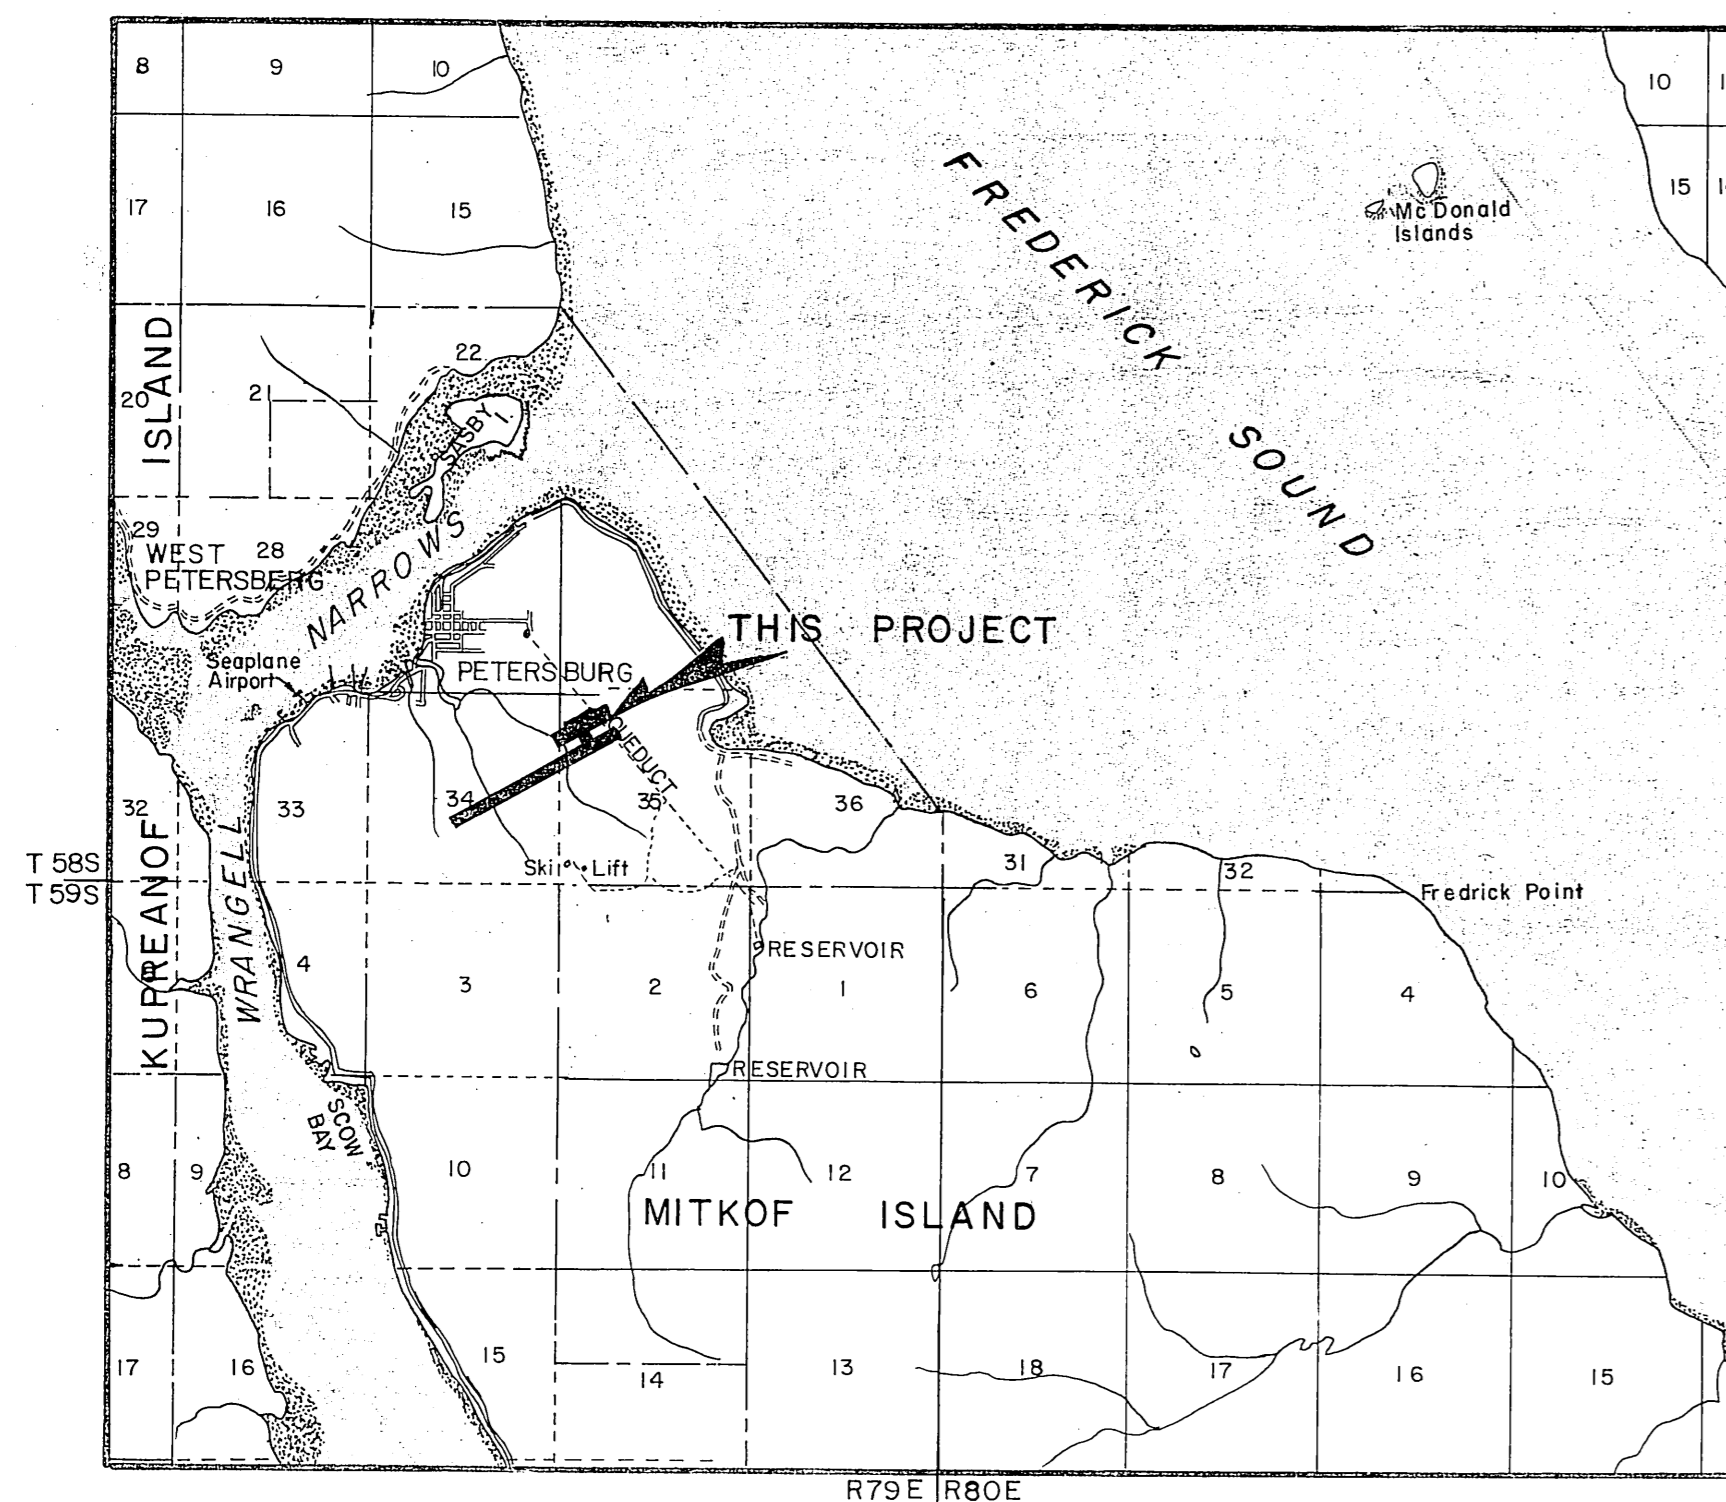 8 9 10 10
17 16 15 15
McDonald
Islands
FREDERICK
SOUND
ISLAND
22
20 21
SASBY I.
29
WEST
PETERSBERG
28
NARROWS
THIS PROJECT
Seaplane
Airport
PETERSBURG
32 33 34 35 36
Ski Lift
31 32
T 58S
T 59S
Fredrick Point
KUPREANOF
WRANGELL
RESERVOIR
4 3 2 1 6 5 4
RESERVOIR
SCOW
BAY
8 9 10 11 12 7 8 9 10
MITKOF ISLAND
17 16 15 14 13 18 17 16 15
R79E R80E